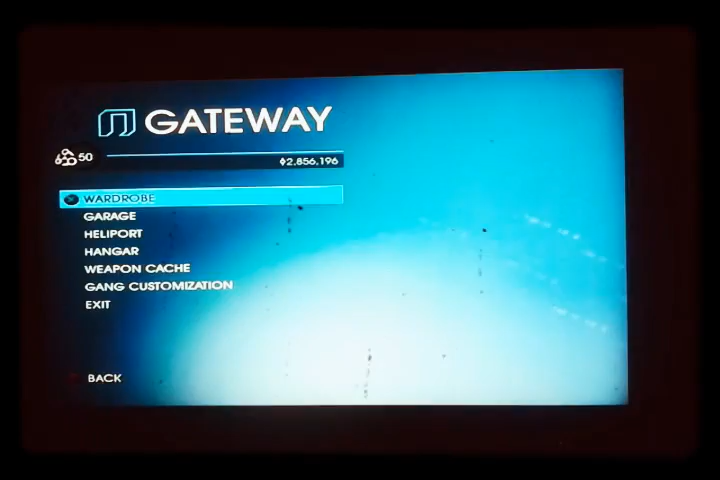 GATEWAY
50
2,856,196
WARDROBE
GARAGE
HELIPORT
HANGAR
WEAPON CACHE
GANG CUSTOMIZATION
EXIT
BACK